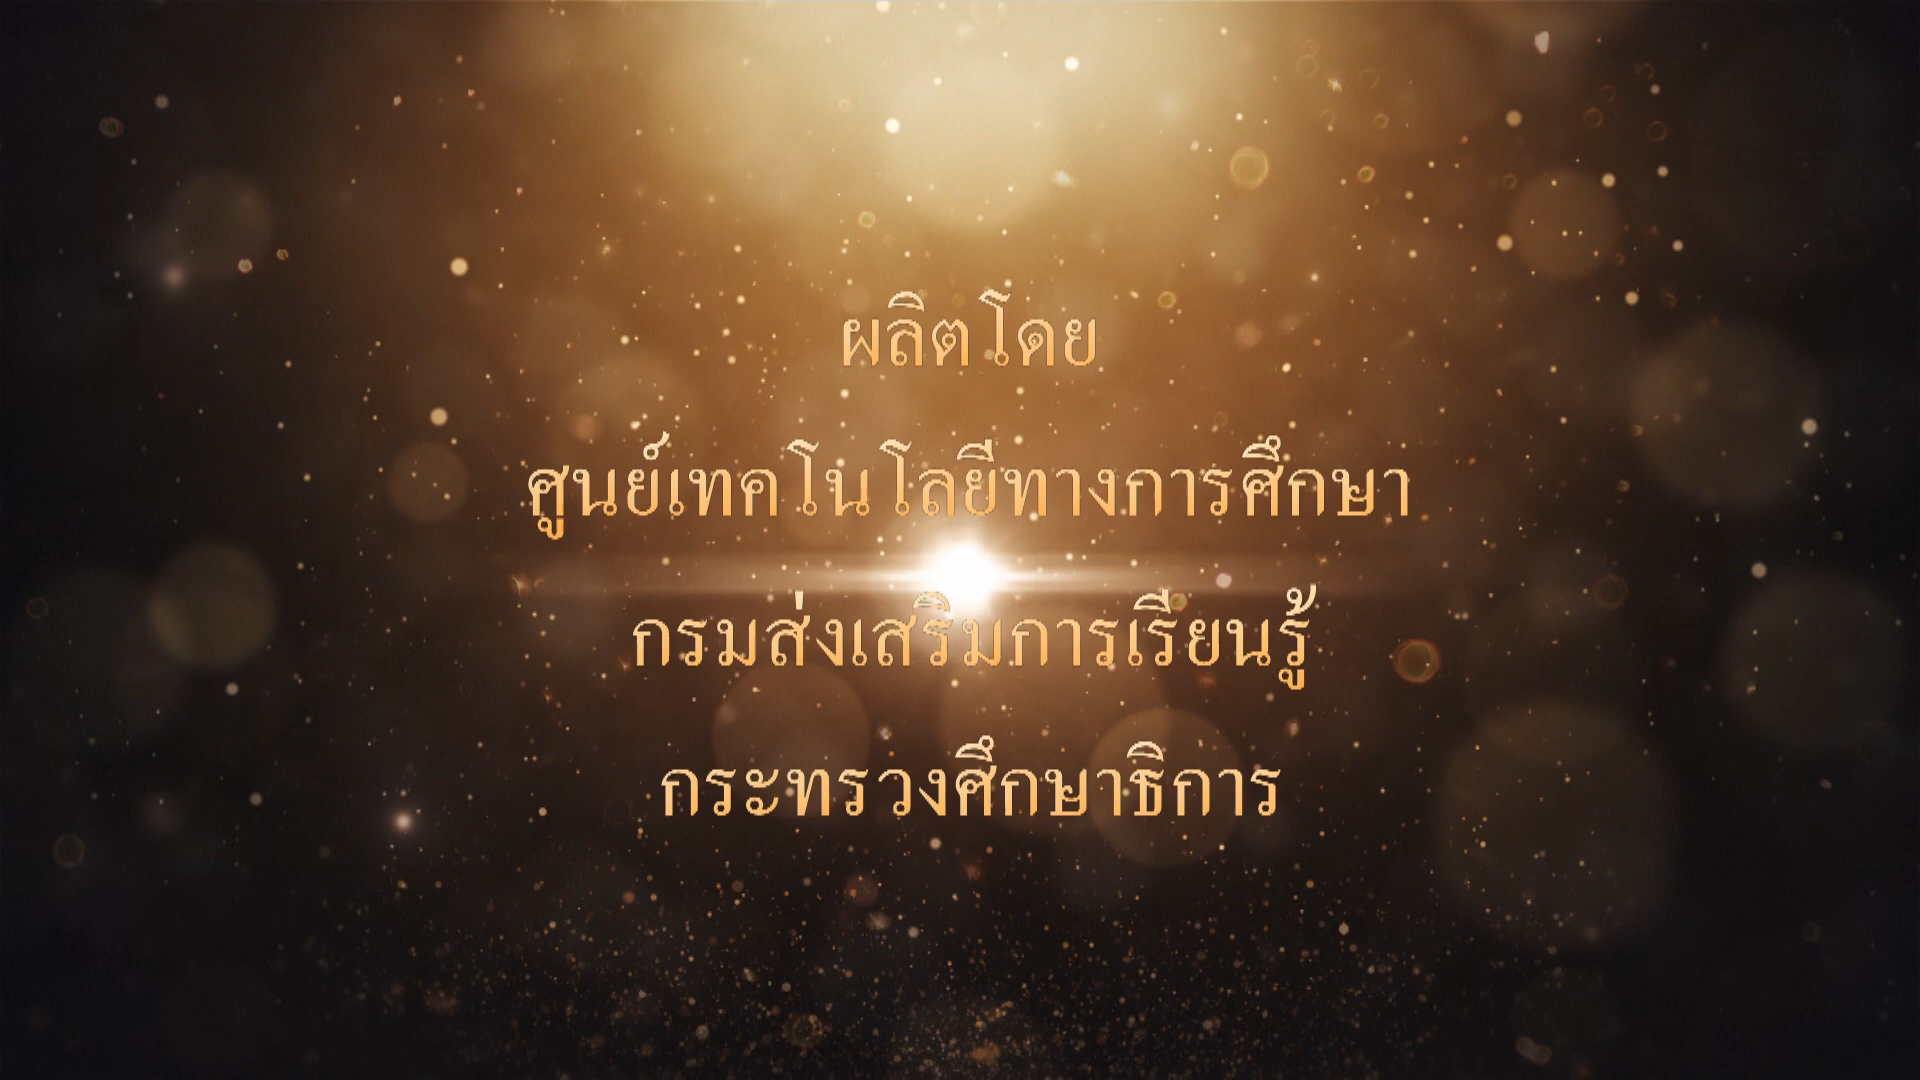 ผลิตโดย
ศูนย์เทคโนโลยีทางการศึกษา
กรมส่งเสริมการเรียนรู้
กระทรวงศึกษาธิการ